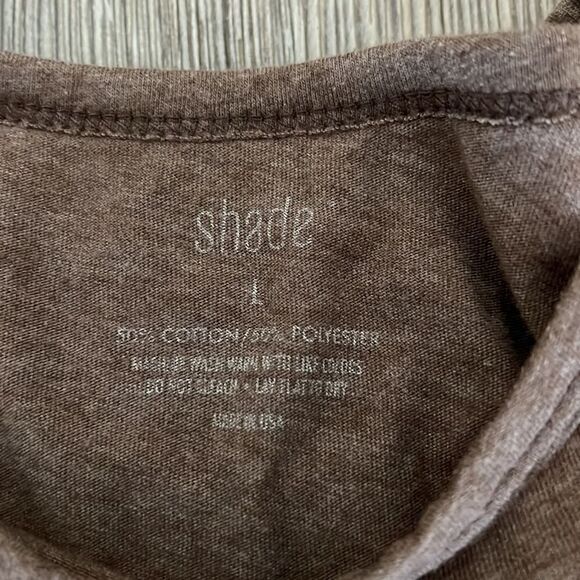 shade
L
50% COTTON/50% POLYESTER
MACHINE WASH WARM WITH LIKE COLORS
DO NOT BLEACH • LAY FLAT TO DRY
MADE IN USA